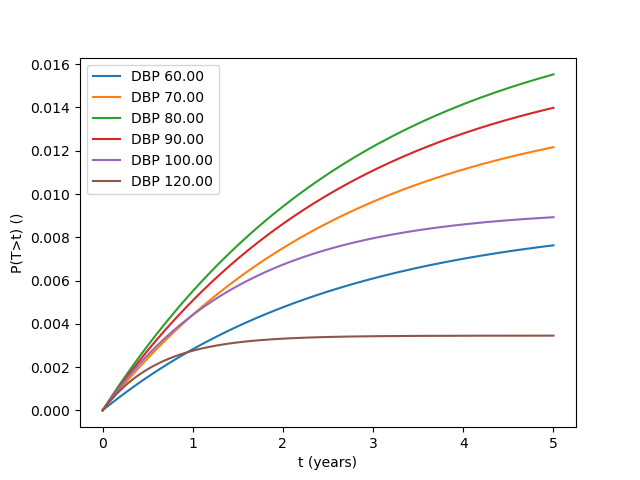 DBP 60.00
DBP 70.00
DBP 80.00
DBP 90.00
DBP 100.00
DBP 120.00
0.016
0.014
0.012
0.010
0.008
0.006
0.004
0.002
0.000
P(T>t) ()
0 1 2 3 4 5
t (years)